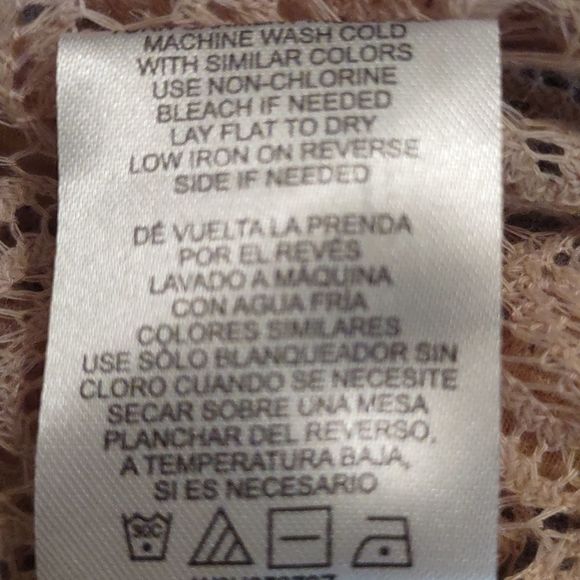 MACHINE WASH COLD
WITH SIMILAR COLORS
USE NON-CHLORINE
BLEACH IF NEEDED
LAY FLAT TO DRY
LOW IRON ON REVERSE
SIDE IF NEEDED
DÉ VUELTA LA PRENDA
POR EL REVÉS
LAVADO A MÁQUINA
CON AGUA FRÍA
COLORES SIMILARES
USE SÓLO BLANQUEADOR SIN
CLORO CUANDO SE NECESITE
SECAR SOBRE UNA MESA
PLANCHAR DEL REVERSO,
A TEMPERATURA BAJA,
SI ES NECESARIO